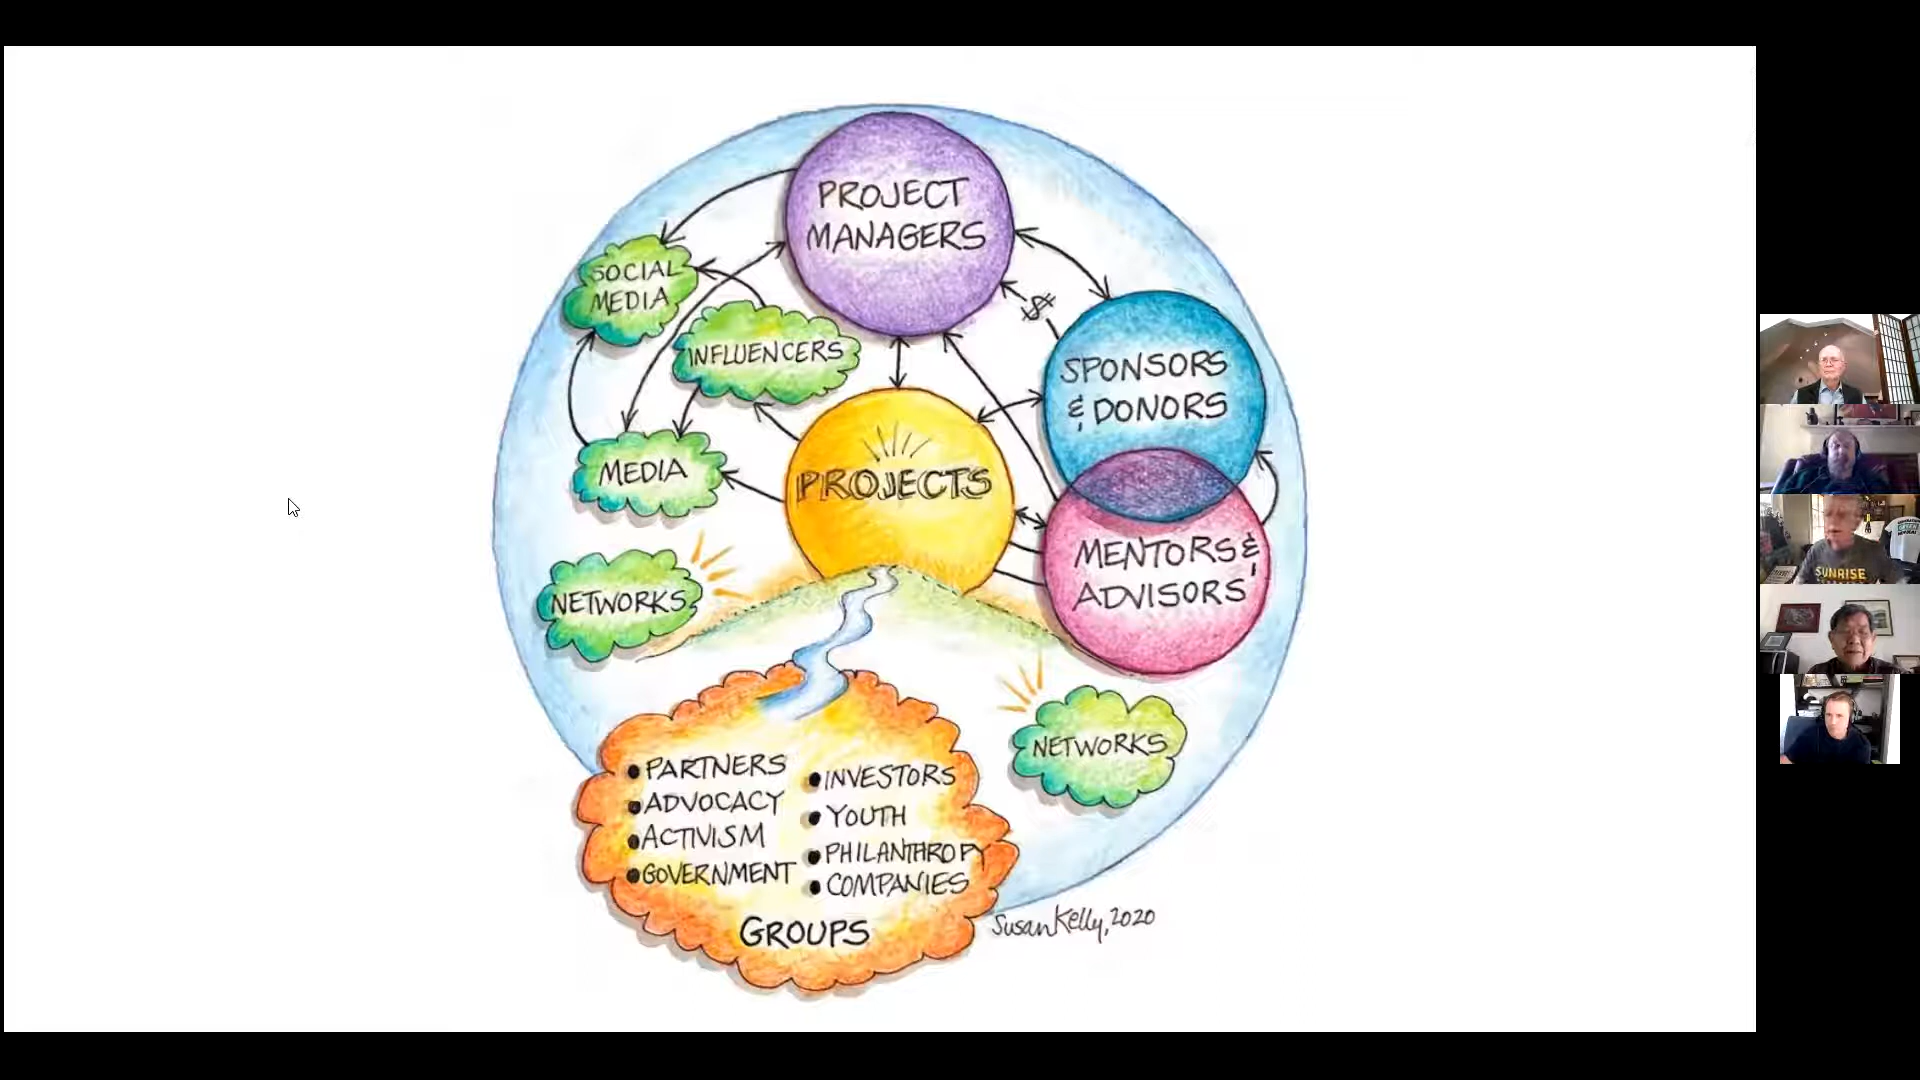 PROJECT
MANAGERS
SOCIAL
MEDIA
INFLUENCERS
$
SPONSORS
& DONORS
PROJECTS
MEDIA
MENTORS &
ADVISORS
NETWORKS
NETWORKS
• PARTNERS
• ADVOCACY
• ACTIVISM
• GOVERNMENT
• INVESTORS
• YOUTH
• PHILANTHROPY
• COMPANIES
GROUPS
Susan Kelly, 2020
SUNRISE